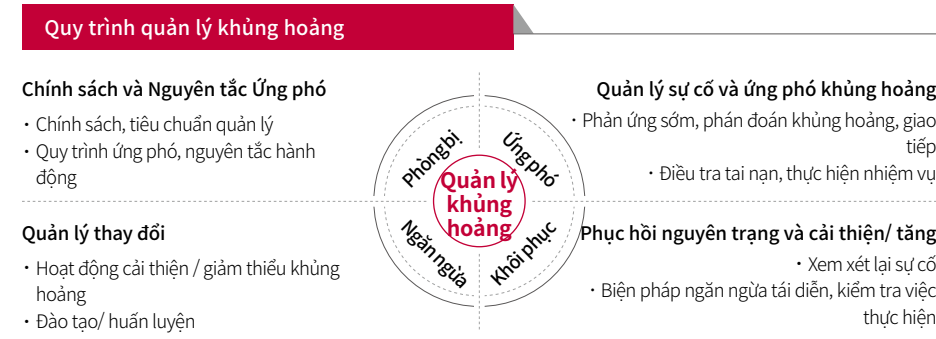 Quy trình quản lý khủng hoảng
Chính sách và Nguyên tắc Ứng phó
・Chính sách, tiêu chuẩn quản lý
・Quy trình ứng phó, nguyên tắc hành
động
Quản lý sự cố và ứng phó khủng hoảng
・Phản ứng sớm, phán đoán khủng hoảng, giao
tiếp
・Điều tra tai nạn, thực hiện nhiệm vụ
Phòng bị
Ứng phó
Quản lý
khủng
hoảng
Ngăn ngừa
Khôi phục
Quản lý thay đổi
・Hoạt động cải thiện / giảm thiểu khủng
hoảng
・Đào tạo/ huấn luyện
Phục hồi nguyên trạng và cải thiện/ tăng
・Xem xét lại sự cố
・Biện pháp ngăn ngừa tái diễn, kiểm tra việc
thực hiện